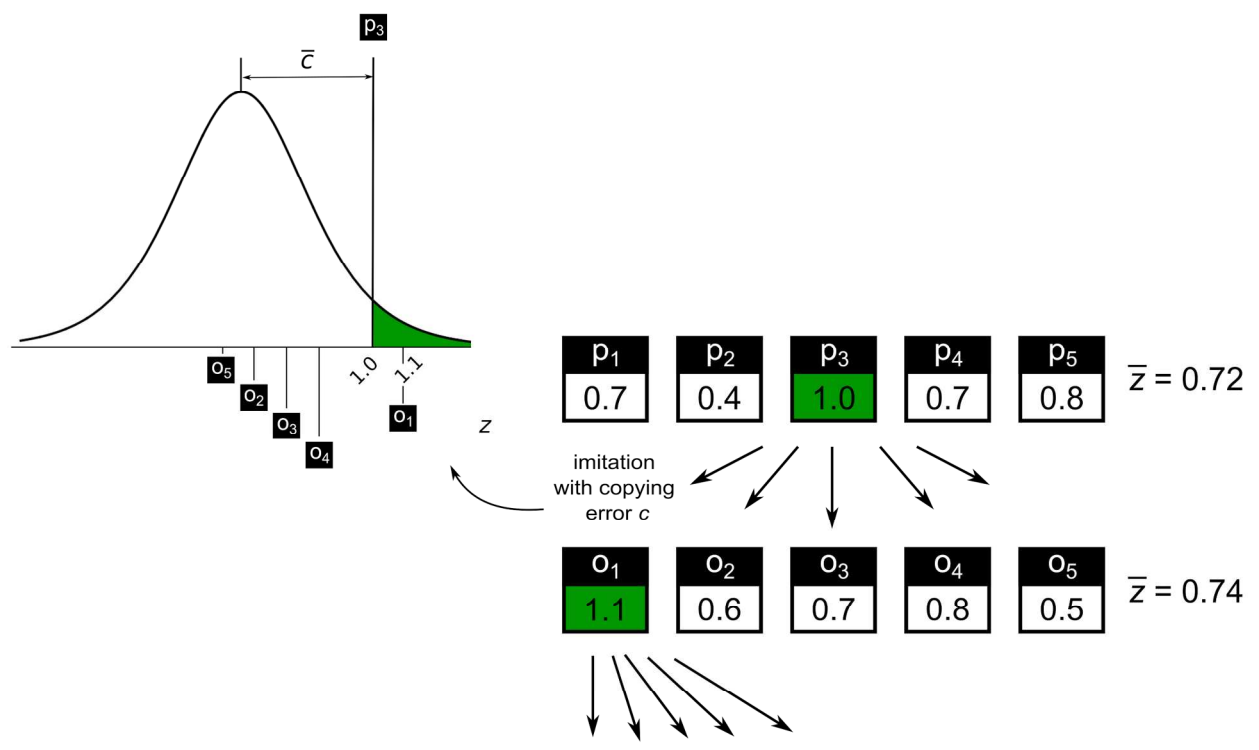 p₃
c̅
o₅
o₂
o₃
o₄
1.0
1.1
o₁
z
p₁ p₂ p₃ p₄ p₅
0.7 0.4 1.0 0.7 0.8
z̅ = 0.72
imitation
with copying
error c
o₁ o₂ o₃ o₄ o₅
1.1 0.6 0.7 0.8 0.5
z̅ = 0.74